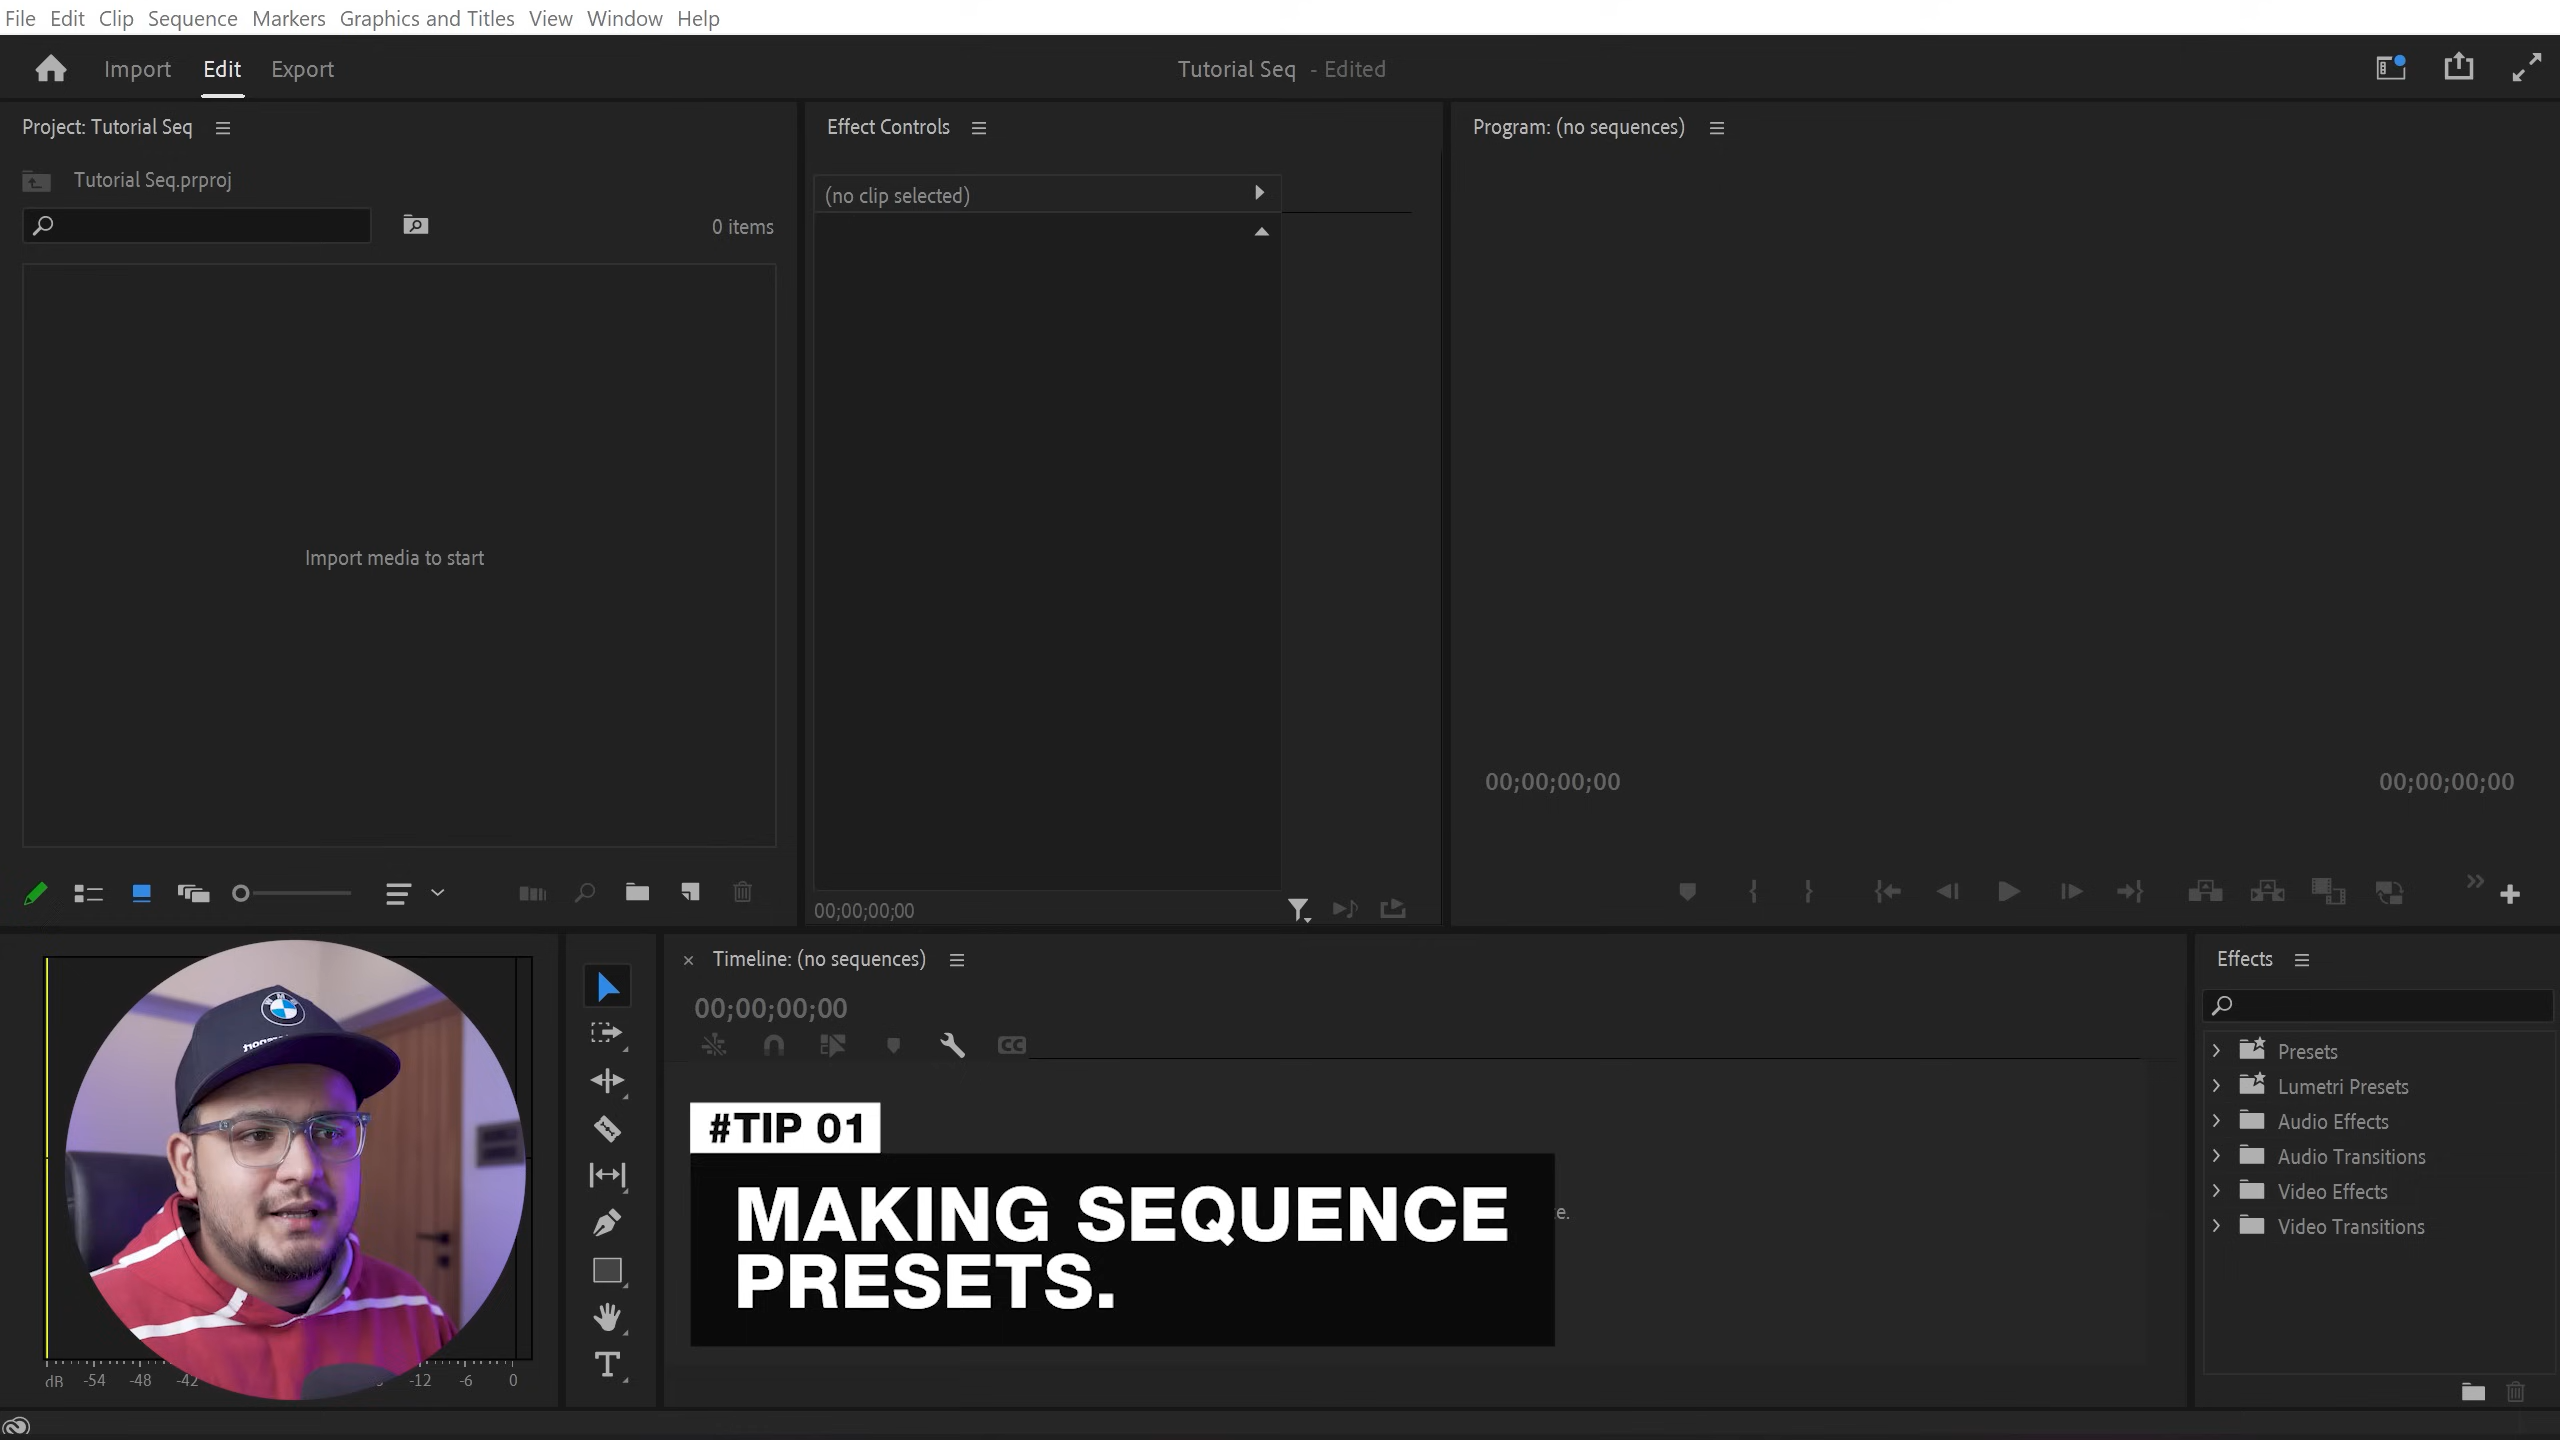 File Edit Clip Sequence Markers Graphics and Titles View Window Help
Import Edit Export
Tutorial Seq - Edited
Project: Tutorial Seq
Tutorial Seq.prproj
0 items
Import media to start
Effect Controls
(no clip selected)
00;00;00;00
Program: (no sequences)
00;00;00;00
00;00;00;00
dB -54 -48 -42 -12 -6 0
Timeline: (no sequences)
00;00;00;00
CC
#TIP 01
MAKING SEQUENCE
PRESETS.
e.
Effects
Presets
Lumetri Presets
Audio Effects
Audio Transitions
Video Effects
Video Transitions